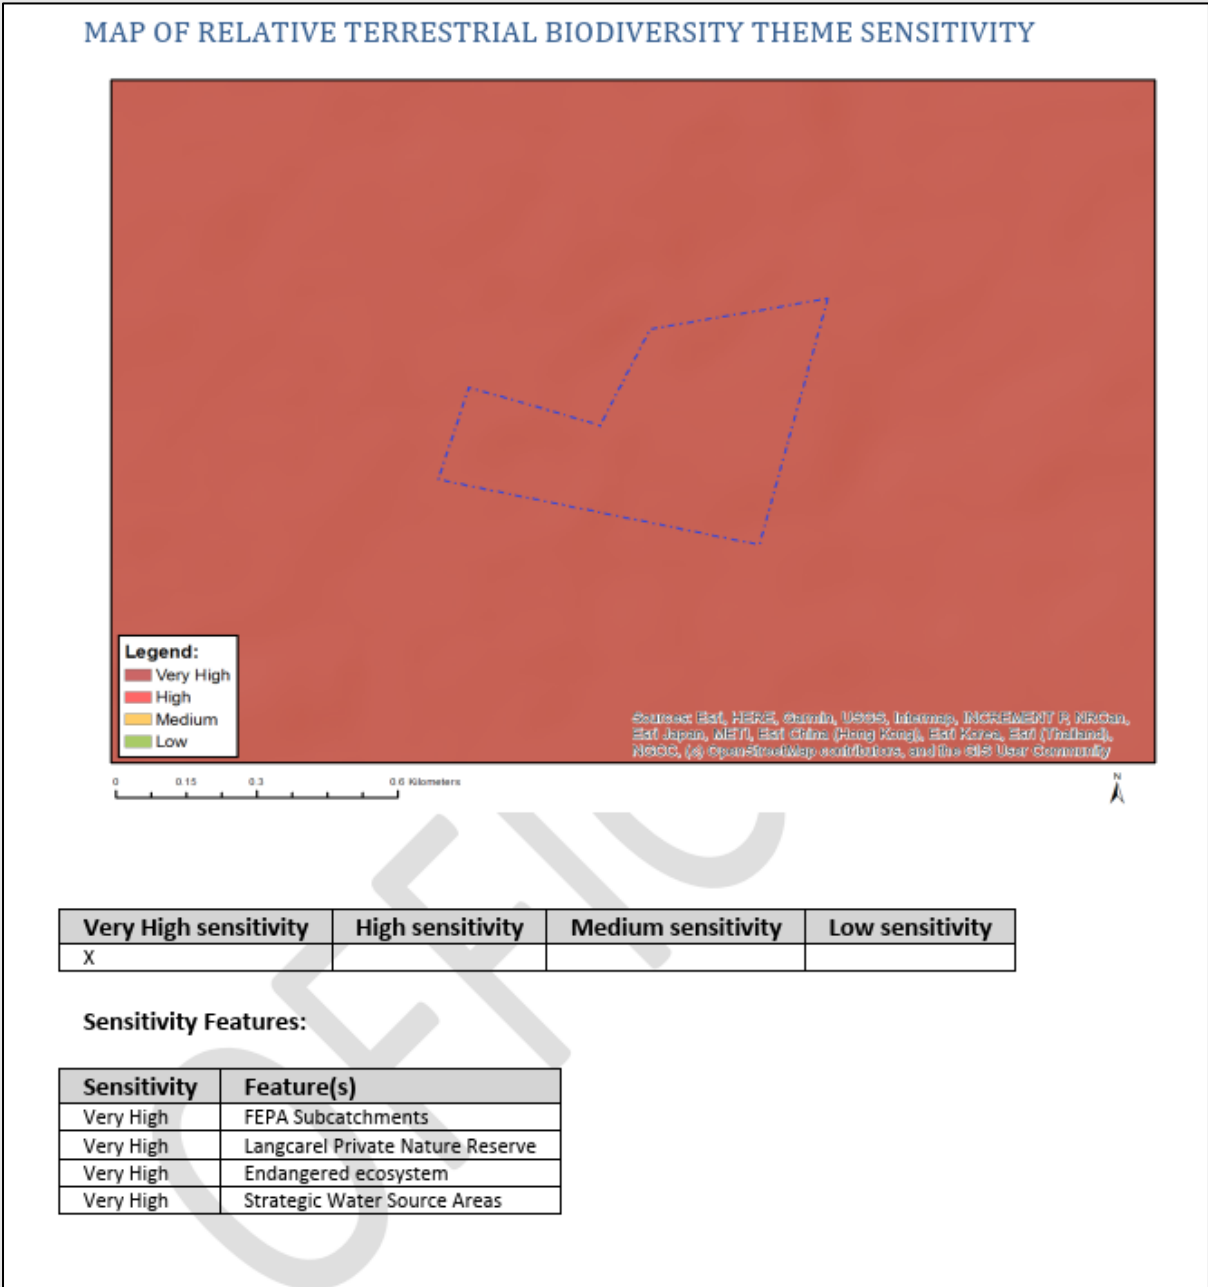 MAP OF RELATIVE TERRESTRIAL BIODIVERSITY THEME SENSITIVITY
Legend:
Very High
High
Medium
Low
Sources: Esri, HERE, Garmin, USGS, Intermap, INCREMENT P, NRCan,
Esri Japan, METI, Esri China (Hong Kong), Esri Korea, Esri (Thailand),
NGCC, (c) OpenStreetMap contributors, and the GIS User Community
0 0.15 0.3 0.6 Kilometers
N
Very High sensitivity High sensitivity Medium sensitivity Low sensitivity
X
Sensitivity Features:
Sensitivity Feature(s)
Very High FEPA Subcatchments
Very High Langcarel Private Nature Reserve
Very High Endangered ecosystem
Very High Strategic Water Source Areas